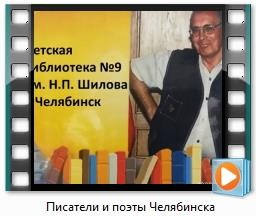 етская
иблиотека №9
м. Н.П. Шилова
Челябинск
Писатели и поэты Челябинска